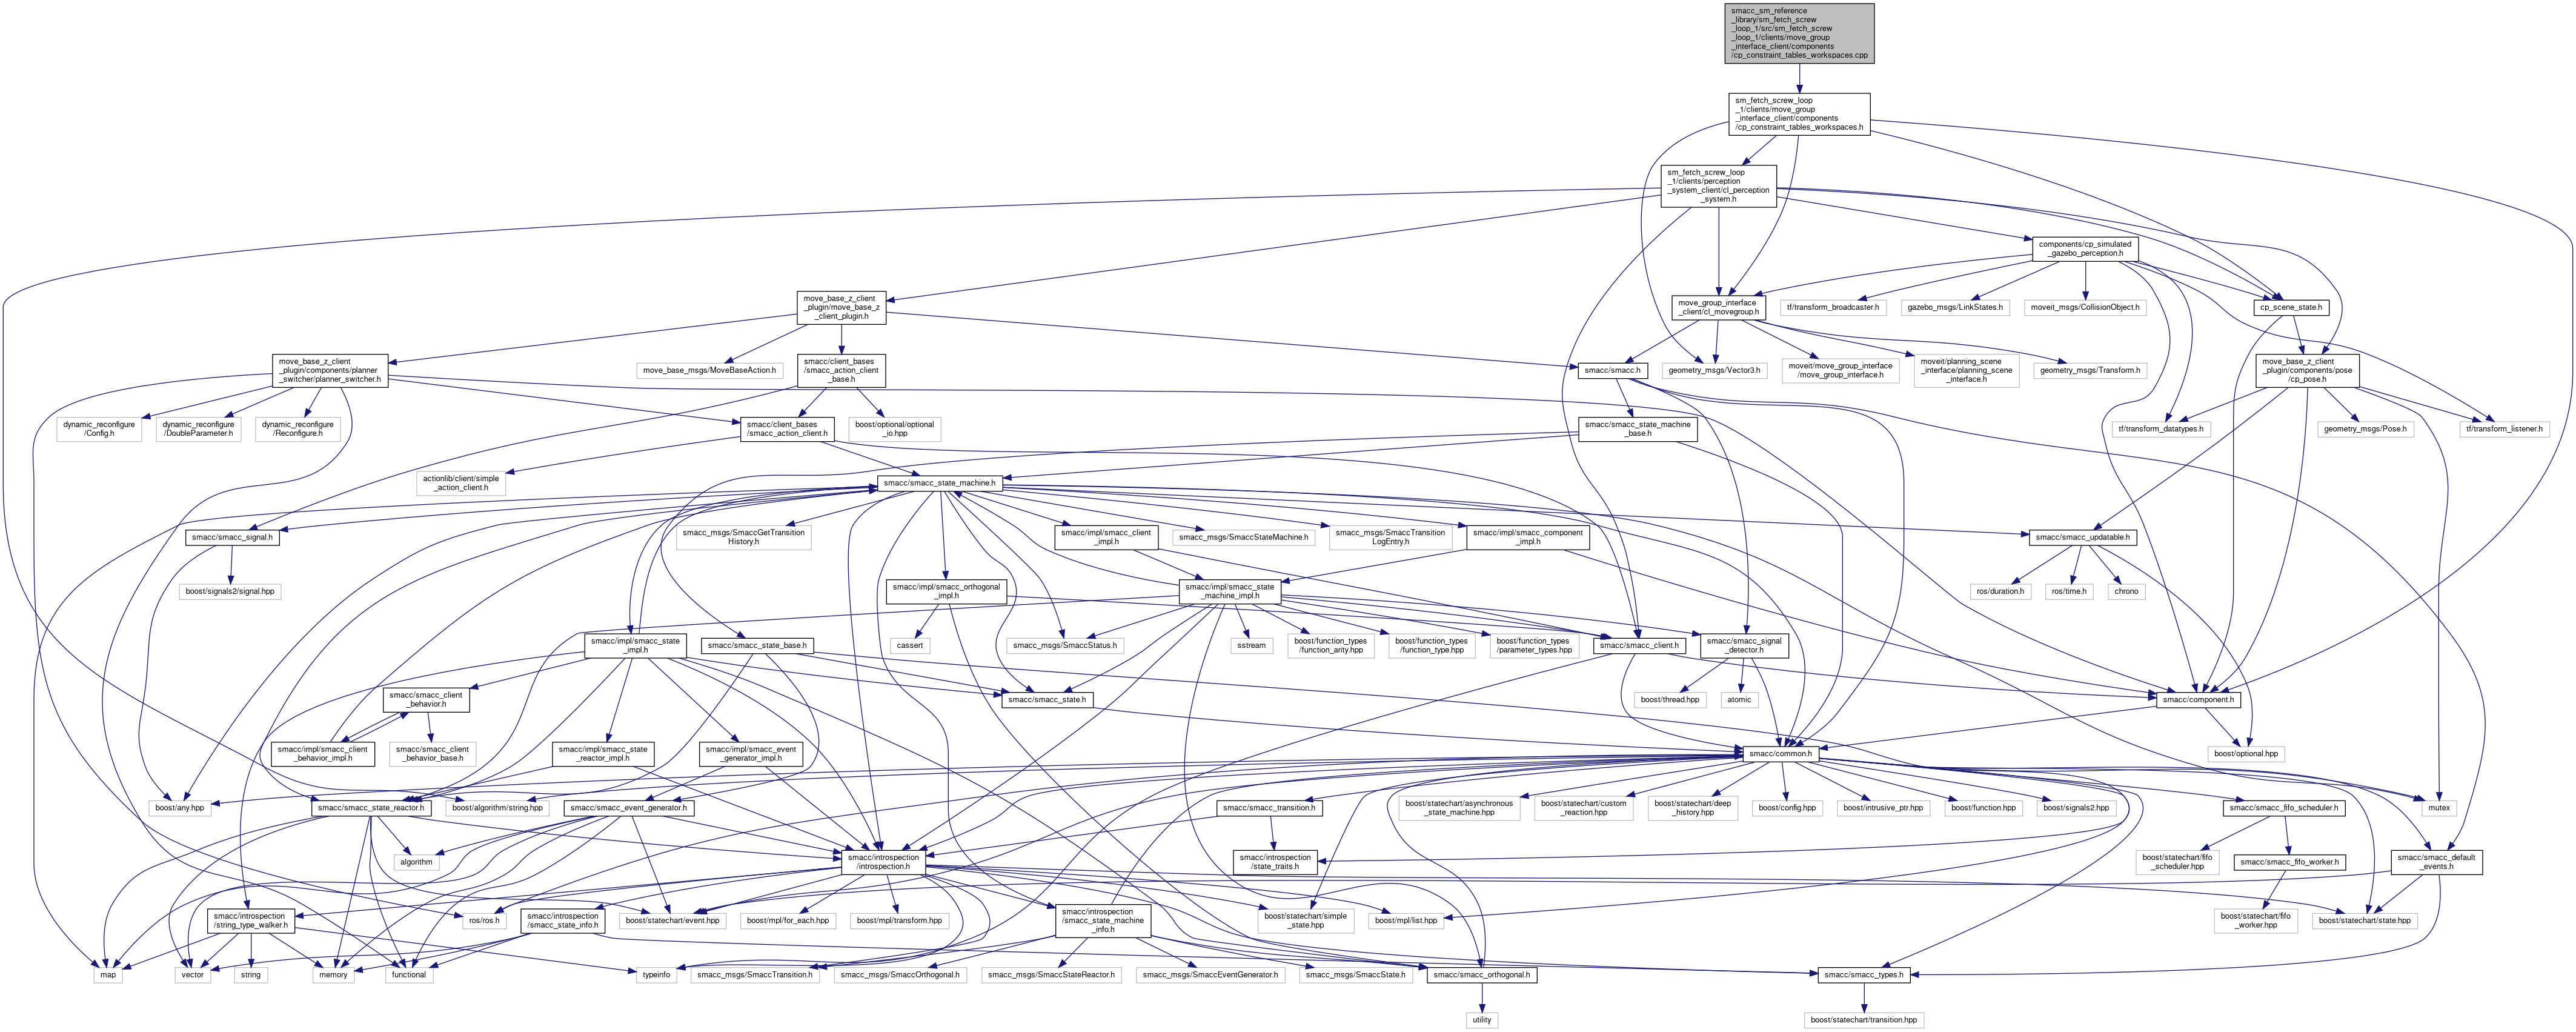 smacc_sm_reference
_library/sm_fetch_screw
_loop_1/src/sm_fetch_screw
_loop_1/clients/move_group
_interface_client/components
/cp_constraint_tables_workspaces.cpp
sm_fetch_screw_loop
_1/clients/move_group
_interface_client/components
/cp_constraint_tables_workspaces.h
sm_fetch_screw_loop
_1/clients/perception
_system_client/cl_perception
_system.h
components/cp_simulated
_gazebo_perception.h
move_base_z_client
_plugin/move_base_z
_client_plugin.h
move_group_interface
_client/cl_movegroup.h
tf/transform_broadcaster.h
gazebo_msgs/LinkStates.h
moveit_msgs/CollisionObject.h
cp_scene_state.h
move_base_z_client
_plugin/components/planner
_switcher/planner_switcher.h
move_base_msgs/MoveBaseAction.h
smacc/client_bases
/smacc_action_client
_base.h
smacc/smacc.h
geometry_msgs/Vector3.h
moveit/move_group_interface
/move_group_interface.h
moveit/planning_scene
_interface/planning_scene
_interface.h
geometry_msgs/Transform.h
move_base_z_client
_plugin/components/pose
/cp_pose.h
dynamic_reconfigure
/Config.h
dynamic_reconfigure
/DoubleParameter.h
dynamic_reconfigure
/Reconfigure.h
smacc/client_bases
/smacc_action_client.h
boost/optional/optional
_io.hpp
smacc/smacc_state_machine
_base.h
tf/transform_datatypes.h
geometry_msgs/Pose.h
tf/transform_listener.h
actionlib/client/simple
_action_client.h
smacc/smacc_state_machine.h
smacc/smacc_signal.h
smacc_msgs/SmaccGetTransition
History.h
smacc/impl/smacc_client
_impl.h
smacc_msgs/SmaccStateMachine.h
smacc_msgs/SmaccTransition
LogEntry.h
smacc/impl/smacc_component
_impl.h
smacc/smacc_updatable.h
boost/signals2/signal.hpp
smacc/impl/smacc_orthogonal
_impl.h
smacc/impl/smacc_state
_machine_impl.h
ros/duration.h
ros/time.h
chrono
smacc/impl/smacc_state
_impl.h
smacc/smacc_state_base.h
cassert
smacc_msgs/SmaccStatus.h
sstream
boost/function_types
/function_arity.hpp
boost/function_types
/function_type.hpp
boost/function_types
/parameter_types.hpp
smacc/smacc_client.h
smacc/smacc_signal
_detector.h
smacc/smacc_client
_behavior.h
smacc/smacc_state.h
boost/thread.hpp
atomic
smacc/component.h
smacc/impl/smacc_client
_behavior_impl.h
smacc/smacc_client
_behavior_base.h
smacc/impl/smacc_state
_reactor_impl.h
smacc/impl/smacc_event
_generator_impl.h
smacc/common.h
boost/optional.hpp
boost/any.hpp
smacc/smacc_state_reactor.h
boost/algorithm/string.hpp
smacc/smacc_event_generator.h
smacc/smacc_transition.h
boost/statechart/asynchronous
_state_machine.hpp
boost/statechart/custom
_reaction.hpp
boost/statechart/deep
_history.hpp
boost/config.hpp
boost/intrusive_ptr.hpp
boost/function.hpp
boost/signals2.hpp
smacc/smacc_fifo_scheduler.h
mutex
algorithm
smacc/introspection
/introspection.h
smacc/introspection
/state_traits.h
boost/statechart/fifo
_scheduler.hpp
smacc/smacc_fifo_worker.h
smacc/smacc_default
_events.h
smacc/introspection
/string_type_walker.h
ros/ros.h
smacc/introspection
/smacc_state_info.h
boost/statechart/event.hpp
boost/mpl/for_each.hpp
boost/mpl/transform.hpp
smacc/introspection
/smacc_state_machine
_info.h
boost/statechart/simple
_state.hpp
boost/mpl/list.hpp
boost/statechart/fifo
_worker.hpp
boost/statechart/state.hpp
map
vector
string
memory
functional
typeinfo
smacc_msgs/SmaccTransition.h
smacc_msgs/SmaccOrthogonal.h
smacc_msgs/SmaccStateReactor.h
smacc_msgs/SmaccEventGenerator.h
smacc_msgs/SmaccState.h
smacc/smacc_orthogonal.h
smacc/smacc_types.h
utility
boost/statechart/transition.hpp